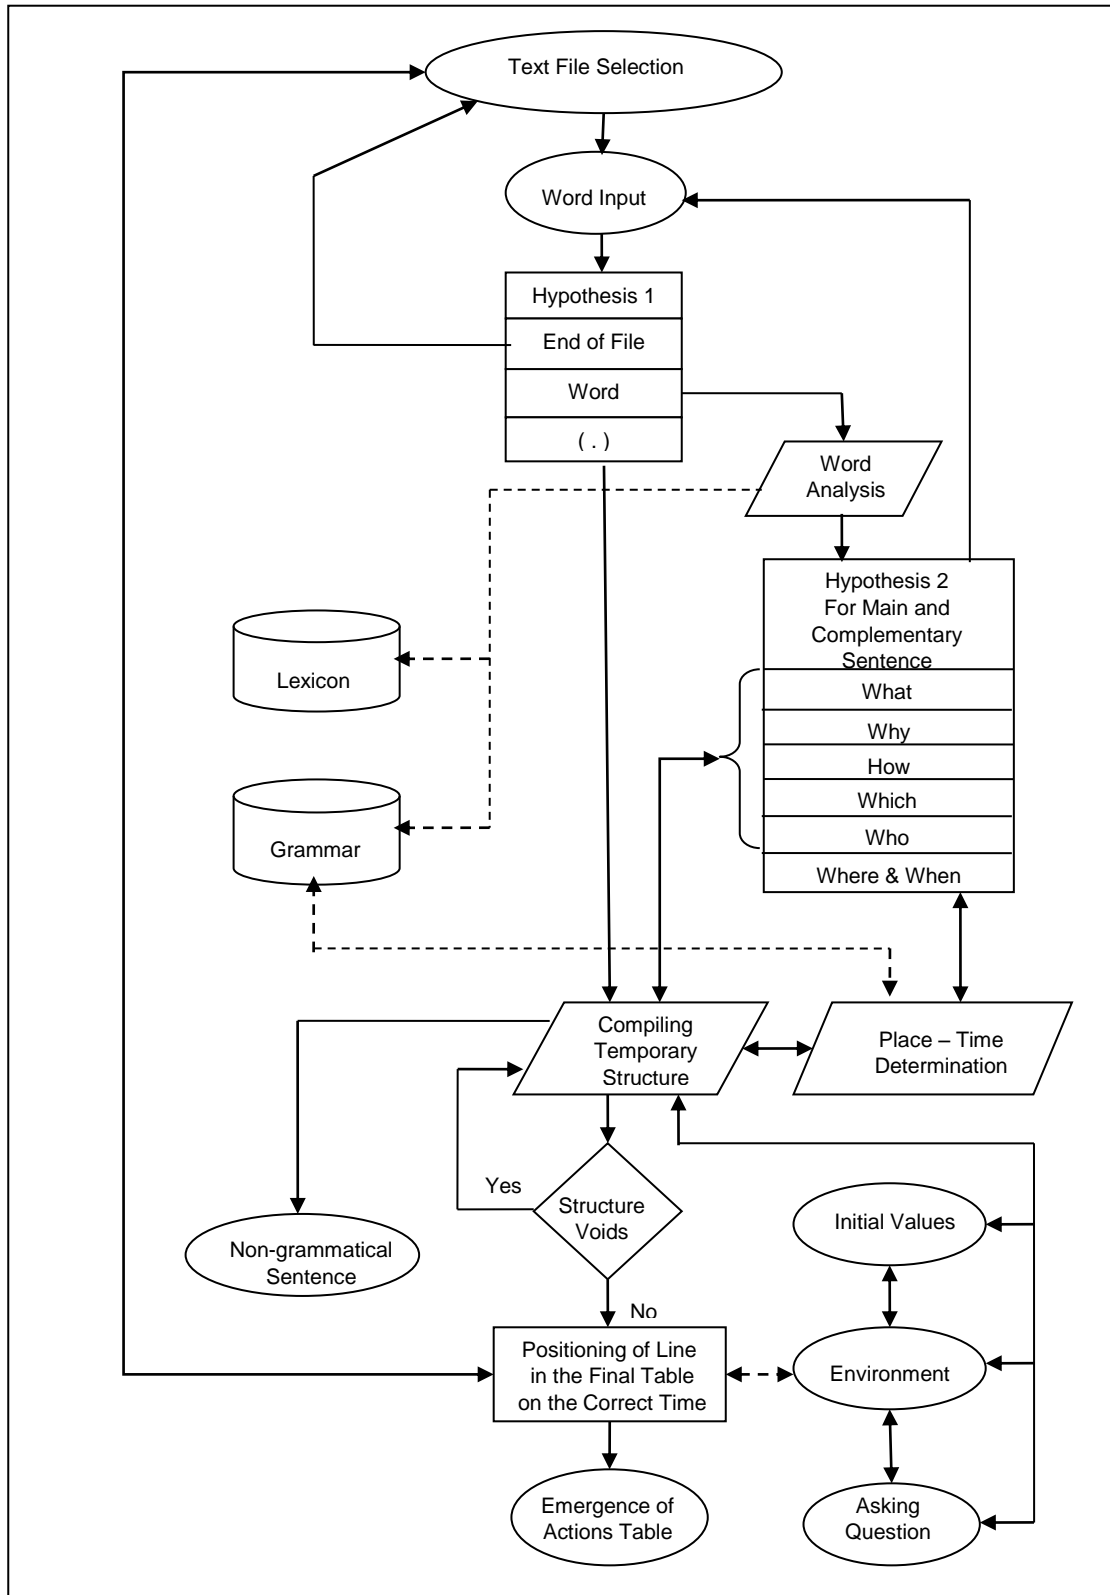 Text File Selection
Word Input
Hypothesis 1
End of File
Word
( . )
Word
Analysis
Hypothesis 2
For Main and
Complementary
Sentence
What
Why
How
Which
Who
Where & When
Lexicon
Grammar
Compiling
Temporary
Structure
Place – Time
Determination
Yes
Structure
Voids
Non-grammatical
Sentence
Initial Values
No
Positioning of Line
in the Final Table
on the Correct Time
Environment
Emergence of
Actions Table
Asking
Question